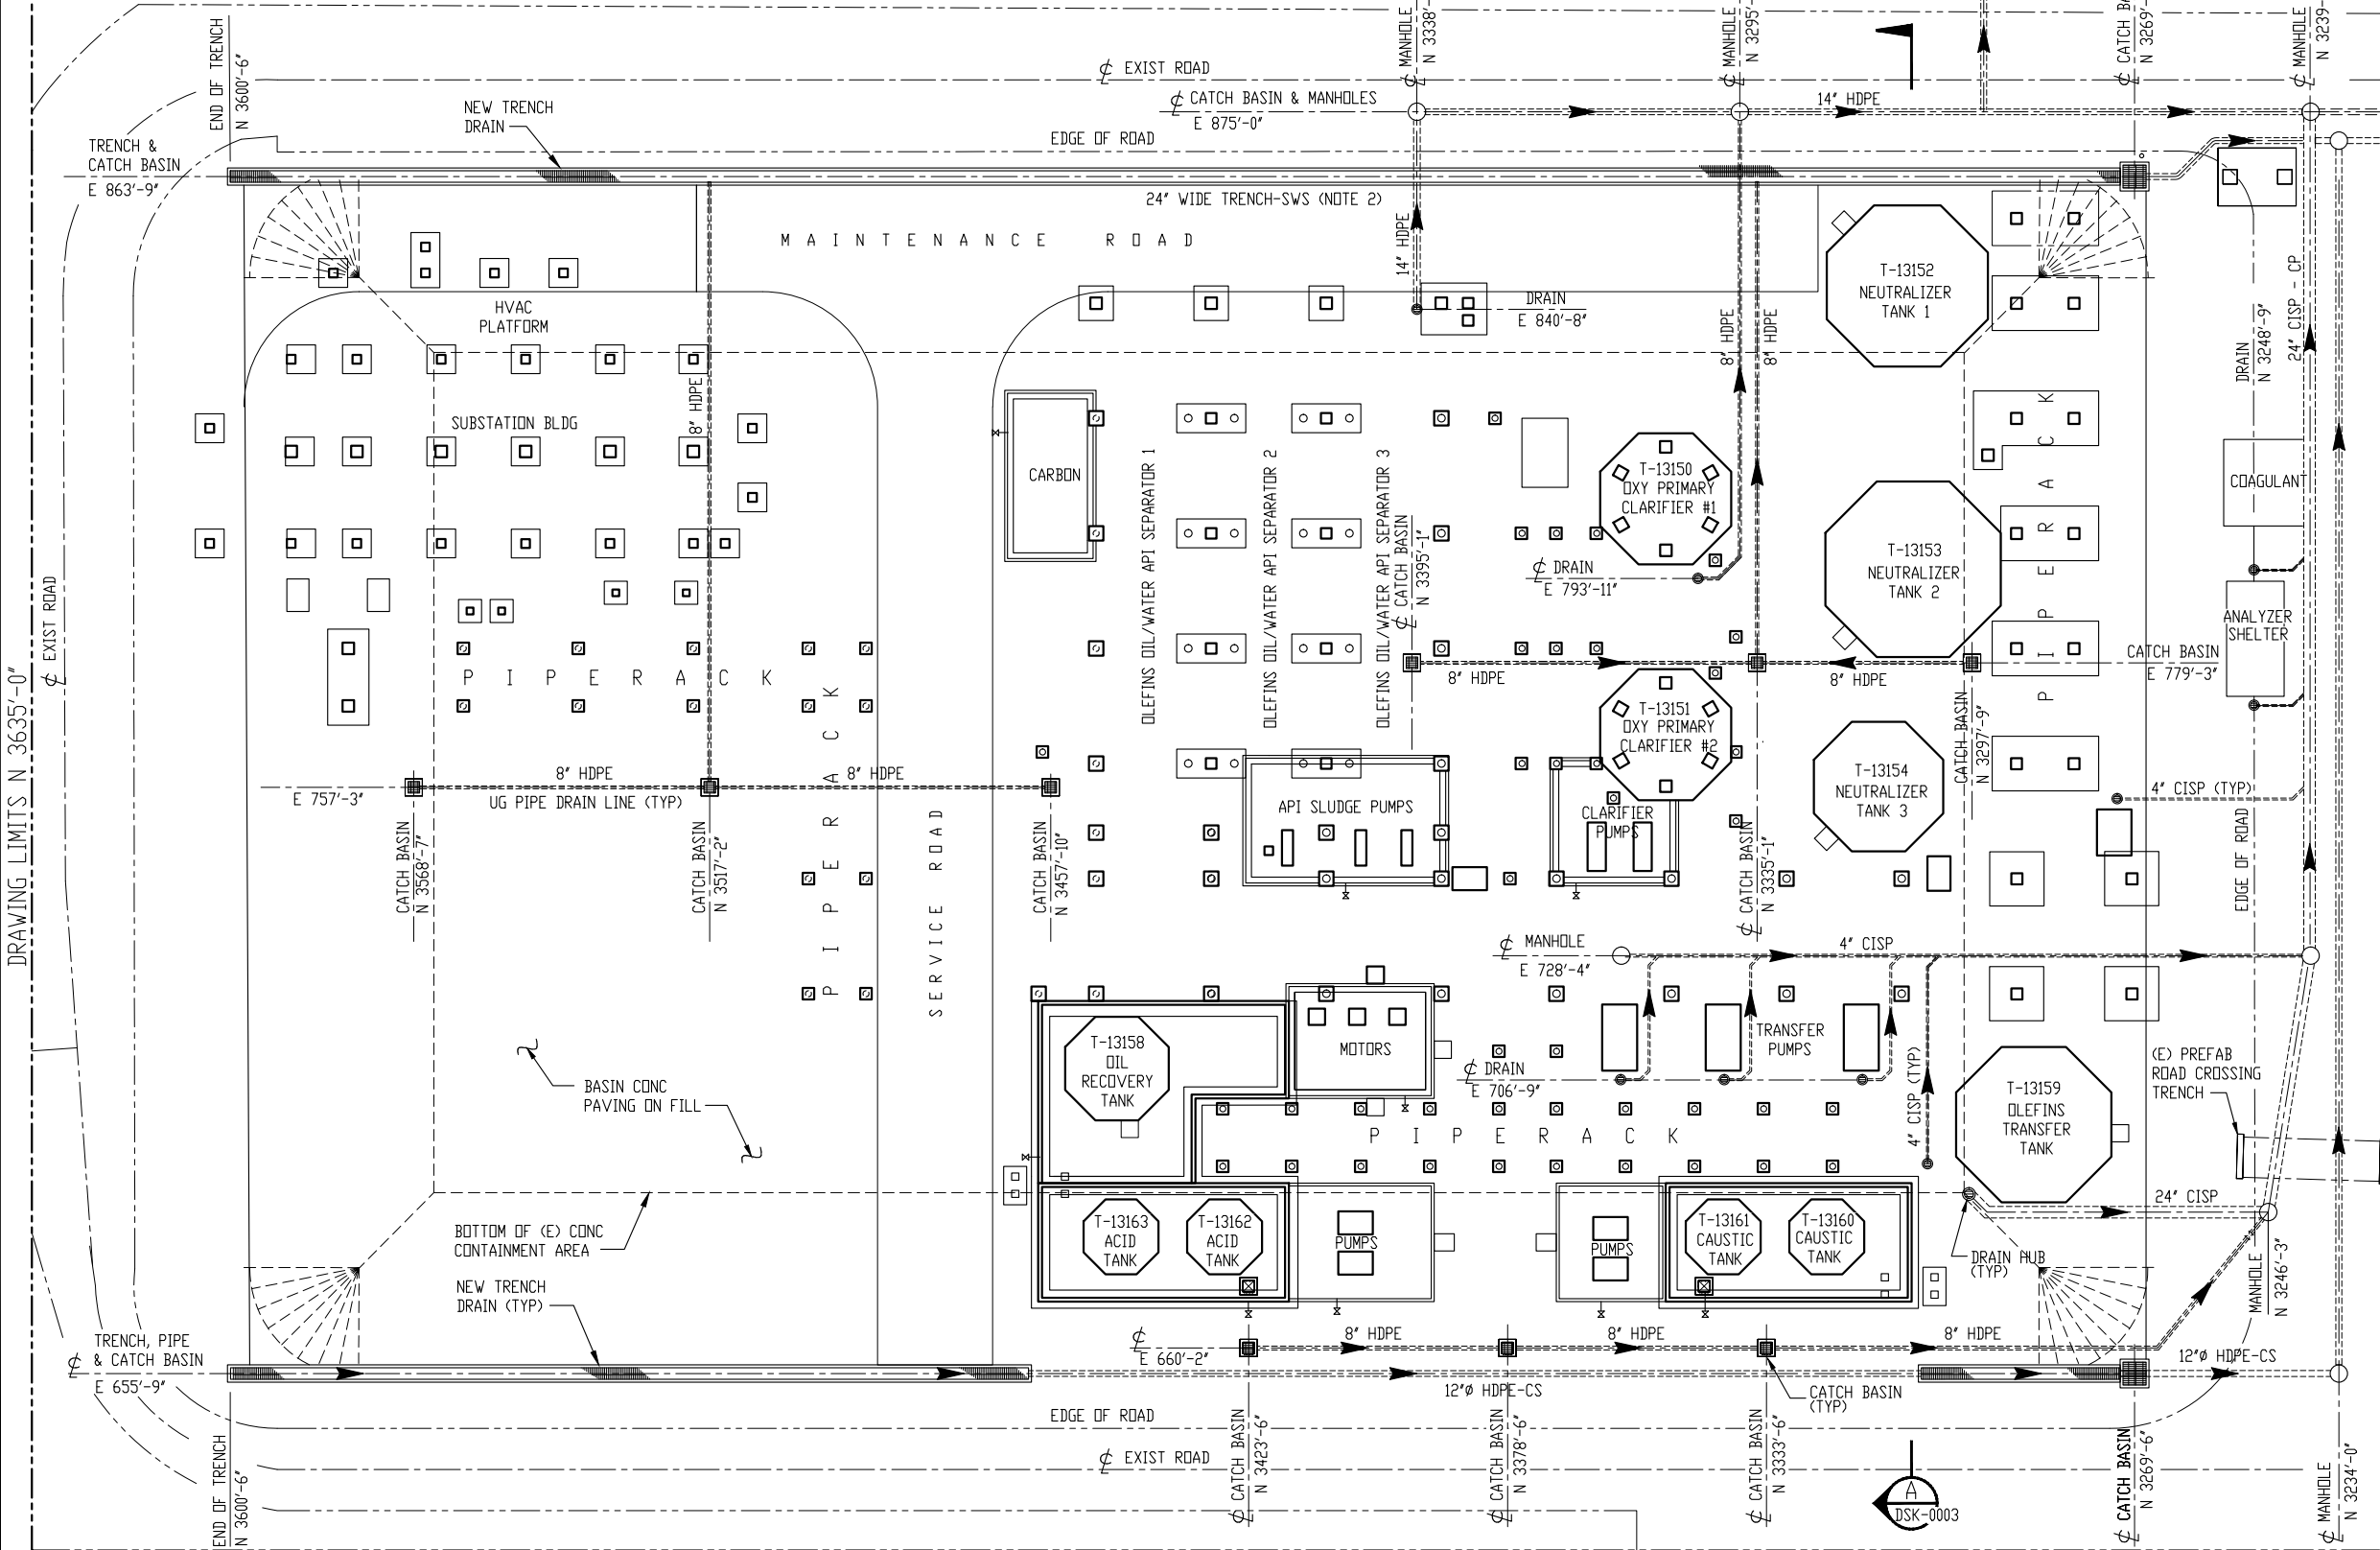 END OF TRENCH
N 3600'-6"
℄ EXIST ROAD
NEW TRENCH
DRAIN
TRENCH &
CATCH BASIN
E 863'-9"
℄ CATCH BASIN & MANHOLES
E 875'-0"
EDGE OF ROAD
℄ MANHOLE
N 3338'-
℄ MANHOLE
N 3295'-
14" HDPE
℄ CATCH BA
N 3269'-
℄ MANHOLE
N 3239-
24" WIDE TRENCH-SWS (NOTE 2)
MAINTENANCE ROAD
14" HDPE
HVAC
PLATFORM
DRAIN
E 840'-8"
8" HDPE
8" HDPE
T-13152
NEUTRALIZER
TANK 1
DRAIN
N 3248'-9"
24" CISP - CP
8" HDPE
SUBSTATION BLDG
CARBON
OLEFINS OIL/WATER API SEPARATOR 1
OLEFINS OIL/WATER API SEPARATOR 2
OLEFINS OIL/WATER API SEPARATOR 3
℄ CATCH BASIN
N 3395'-1"
T-13150
OXY PRIMARY
CLARIFIER #1
℄ DRAIN
E 793'-11"
T-13153
NEUTRALIZER
TANK 2
PIPERACK
COAGULANT
ANALYZER
SHELTER
CATCH BASIN
E 779'-3"
8" HDPE
8" HDPE
℄ EXIST ROAD
DRAWING LIMITS N 3635'-0"
PIPERACK
PIPERACK
SERVICE ROAD
T-13151
OXY PRIMARY
CLARIFIER #2
CATCH BASIN
N 3297'-9"
T-13154
NEUTRALIZER
TANK 3
E 757'-3"
8" HDPE
UG PIPE DRAIN LINE (TYP)
8" HDPE
API SLUDGE PUMPS
CLARIFIER
PUMPS
4" CISP (TYP)
EDGE OF ROAD
CATCH BASIN
N 3568'-7"
CATCH BASIN
N 3517'-2"
CATCH BASIN
N 3457'-10"
℄ CATCH BASIN
N 3335'-1"
℄ MANHOLE
E 728'-4"
4" CISP
T-13158
OIL
RECOVERY
TANK
MOTORS
℄ DRAIN
E 706'-9"
TRANSFER
PUMPS
4" CISP (TYP)
T-13159
OLEFINS
TRANSFER
TANK
(E) PREFAB
ROAD CROSSING
TRENCH
BASIN CONC
PAVING ON FILL
PIPERACK
24" CISP
BOTTOM OF (E) CONC
CONTAINMENT AREA
NEW TRENCH
DRAIN (TYP)
T-13163
ACID
TANK
T-13162
ACID
TANK
PUMPS
PUMPS
T-13161
CAUSTIC
TANK
T-13160
CAUSTIC
TANK
DRAIN HUB
(TYP)
MANHOLE
N 3246'-3"
TRENCH, PIPE
℄ & CATCH BASIN
E 655'-9"
℄
E 660'-2"
8" HDPE
8" HDPE
8" HDPE
12"Ø HDPE-CS
12"Ø HDPE-CS
CATCH BASIN
(TYP)
EDGE OF ROAD
℄ EXIST ROAD
END OF TRENCH
N 3600'-6"
℄ CATCH BASIN
N 3423'-6"
℄ CATCH BASIN
N 3378'-6"
℄ CATCH BASIN
N 3333'-6"
A
DSK-0003
℄ CATCH BASIN
N 3269'-6"
℄ MANHOLE
N 3234'-0"